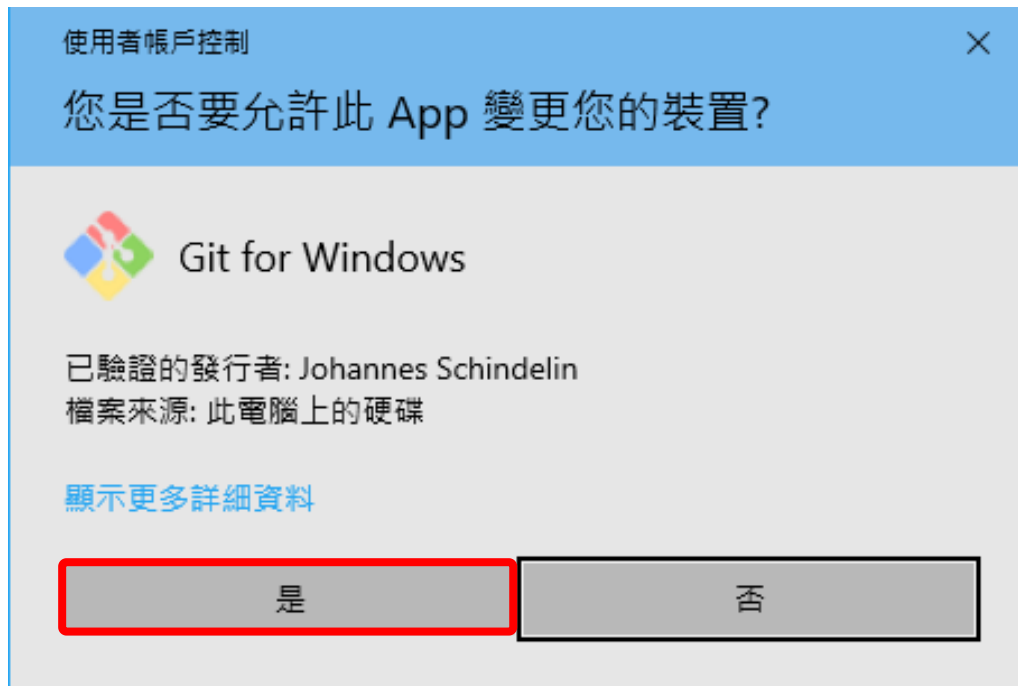 使用者帳戶控制
您是否要允許此 App 變更您的裝置?
Git for Windows
已驗證的發行者: Johannes Schindelin
檔案來源: 此電腦上的硬碟
顯示更多詳細資料
是
否